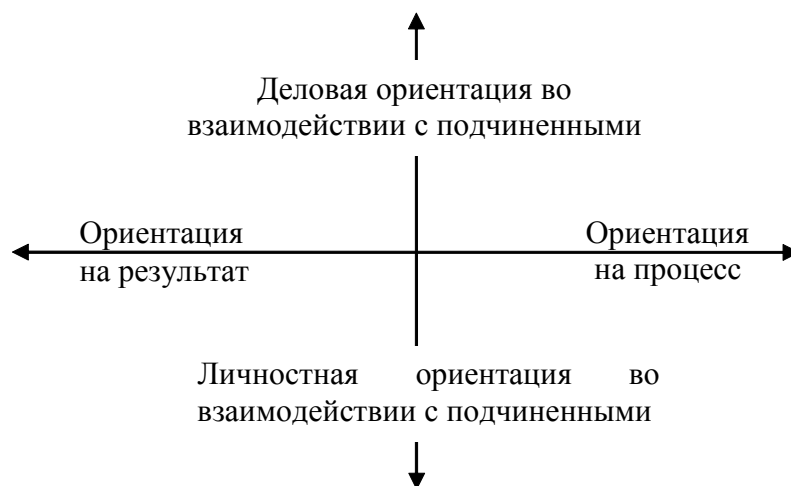 Деловая ориентация во
взаимодействии с подчиненными
Ориентация
на результат
Ориентация
на процесс
Личностная ориентация во
взаимодействии с подчиненными